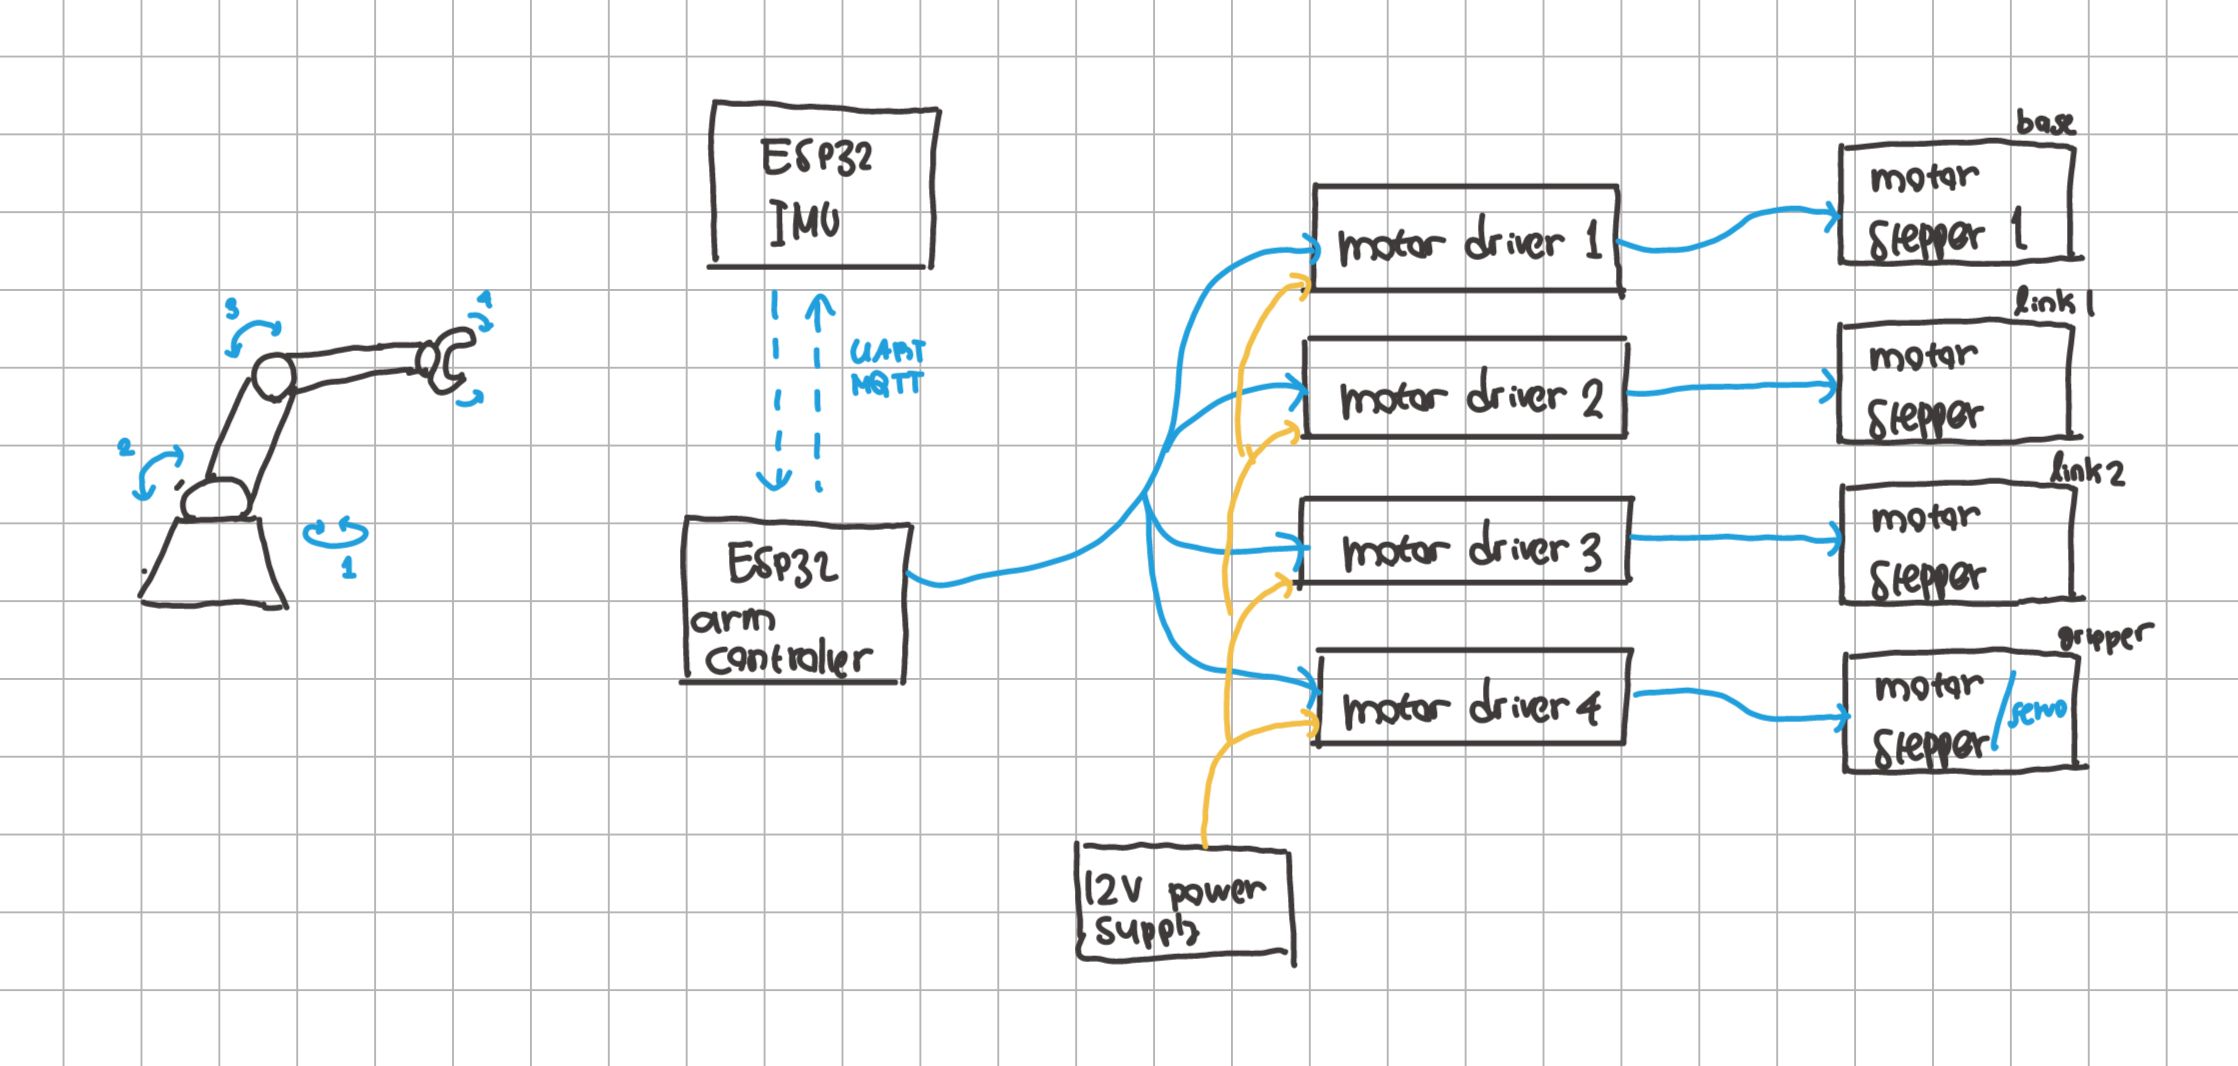 3
4
2
1
ESP32
IMU
UART
MQTT
ESP32
arm
controller
motor driver 1
motor driver 2
motor driver 3
motor driver 4
12V power
supply
base
motor
stepper 1
link 1
motor
stepper
link 2
motor
stepper
gripper
motor
stepper / servo